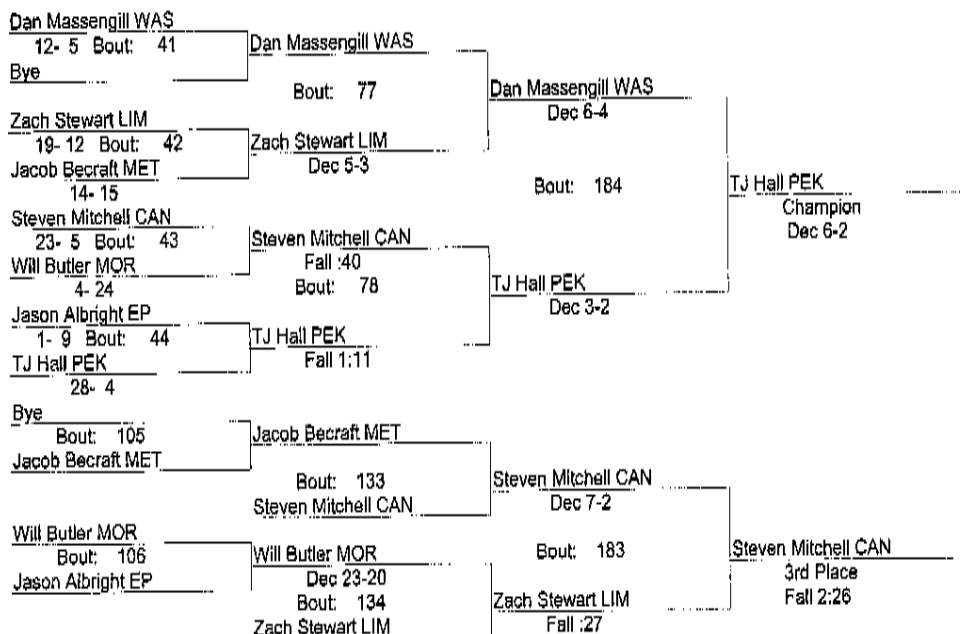 Dan Massengill WAS
12- 5 Bout: 41
Dan Massengill WAS
Bye
Bout: 77
Dan Massengill WAS
Dec 6-4
Zach Stewart LIM
19- 12 Bout: 42
Zach Stewart LIM
Dec 5-3
Jacob Becraft MET
14- 15
Bout: 184
TJ Hall PEK
Champion
Dec 6-2
Steven Mitchell CAN
23- 5 Bout: 43
Steven Mitchell CAN
Fall :40
Will Butler MOR
4- 24
Bout: 78
TJ Hall PEK
Dec 3-2
Jason Albright EP
1- 9 Bout: 44
TJ Hall PEK
Fall 1:11
TJ Hall PEK
28- 4
Bye
Bout: 105
Jacob Becraft MET
Jacob Becraft MET
Bout: 133
Steven Mitchell CAN
Dec 7-2
Steven Mitchell CAN
Will Butler MOR
Bout: 106
Will Butler MOR
Dec 23-20
Bout: 183
Steven Mitchell CAN
3rd Place
Fall 2:26
Jason Albright EP
Bout: 134
Zach Stewart LIM
Fall :27
Zach Stewart LIM